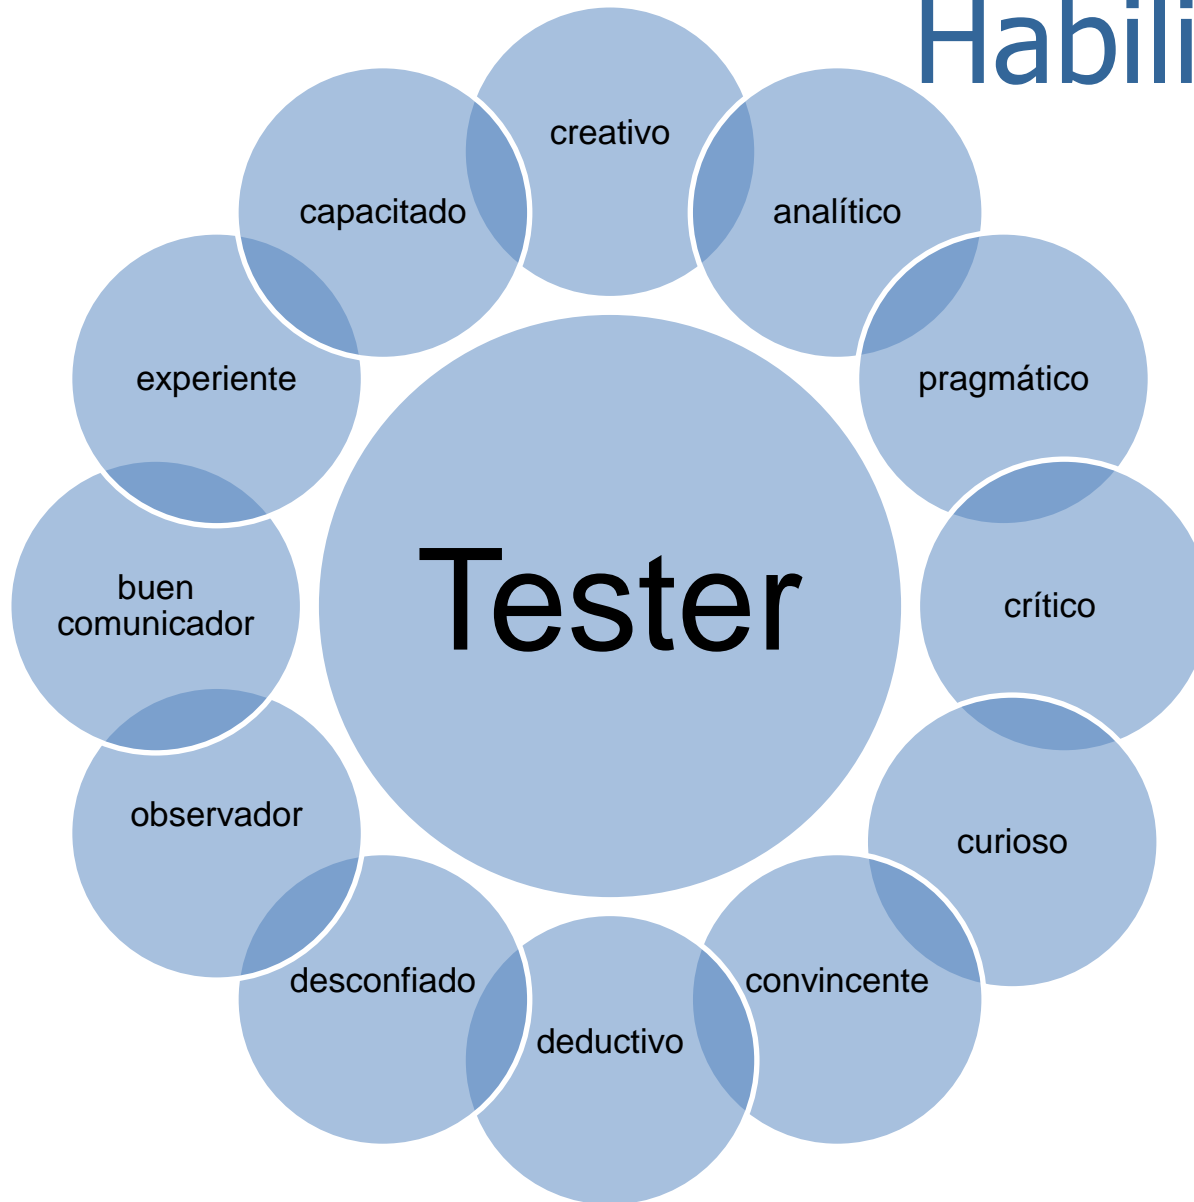 Habili
creativo
analítico
pragmático
crítico
curioso
convincente
deductivo
desconfiado
observador
buen
comunicador
experiente
capacitado
Tester